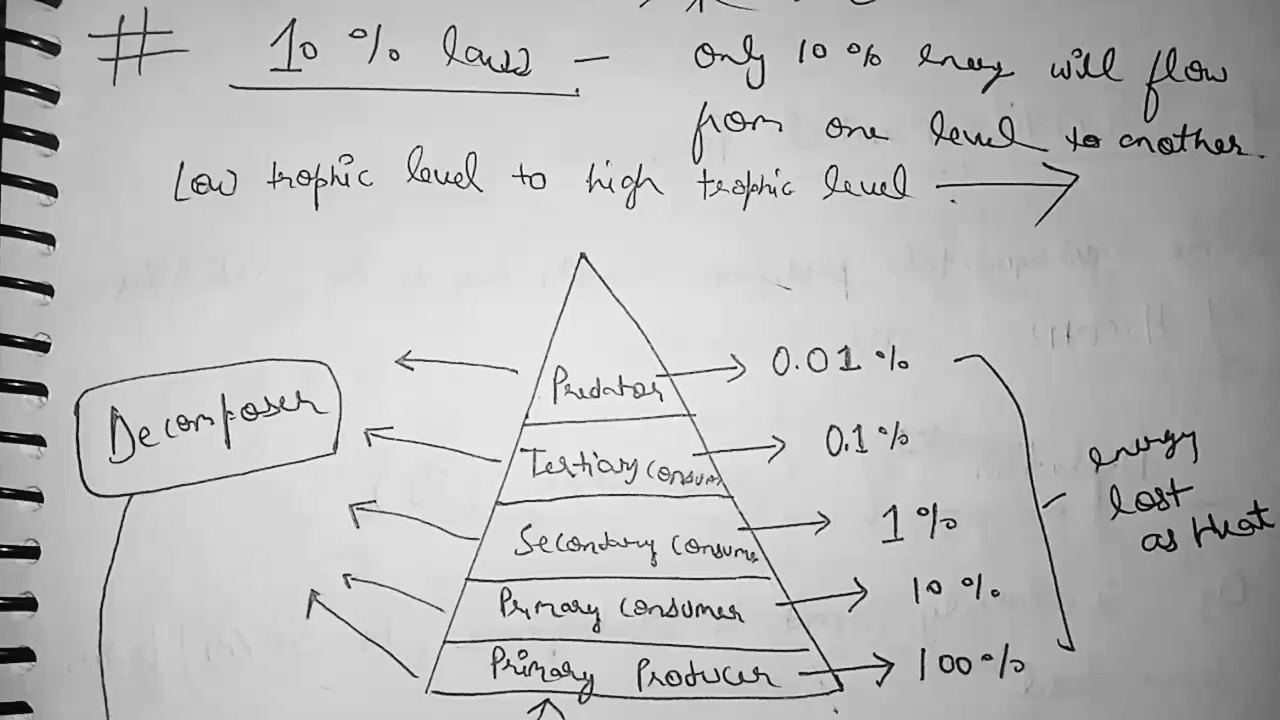 # 10 % laws – only 10 % enery will flow
from one level to another.
Low trophic level to high trophic level →
Predator → 0.01 %
Decomposer
Tertiary consum → 0.1 %
energy
lost
as Heat
Secondary consume → 1 %
Primary consumer → 10 %
Primary Producer → 100 %